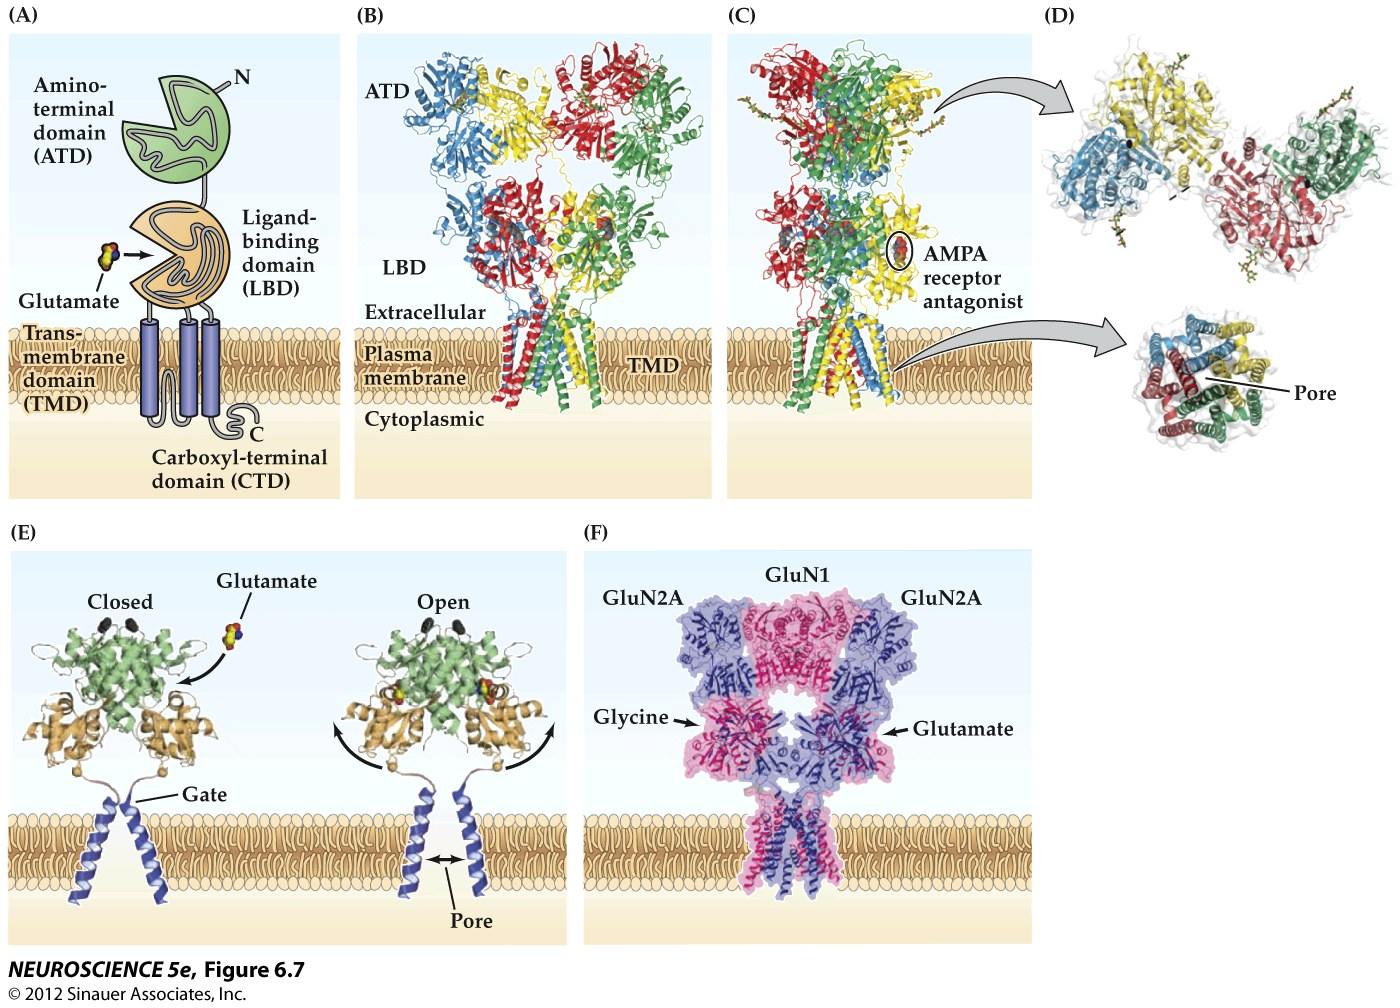 (A)
Amino-
terminal
domain
(ATD)
N
Ligand-
binding
domain
(LBD)
Glutamate
Trans-
membrane
domain
(TMD)
C
Carboxyl-terminal
domain (CTD)
(B)
ATD
LBD
Extracellular
Plasma
membrane
TMD
Cytoplasmic
(C)
AMPA
receptor
antagonist
(D)
Pore
(E)
Glutamate
Closed
Open
Gate
Pore
(F)
GluN1
GluN2A
GluN2A
Glycine
Glutamate
NEUROSCIENCE 5e, Figure 6.7
© 2012 Sinauer Associates, Inc.